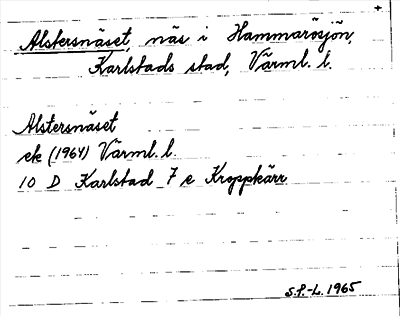 +
Alstersnäset, näs i Hammarösjön,
Karlstads stad, Värml. l.
Alstersnäset
ek (1964) Värml. l.
10 D Karlstad 7 e Kroppkärr
S.P.-L. 1965